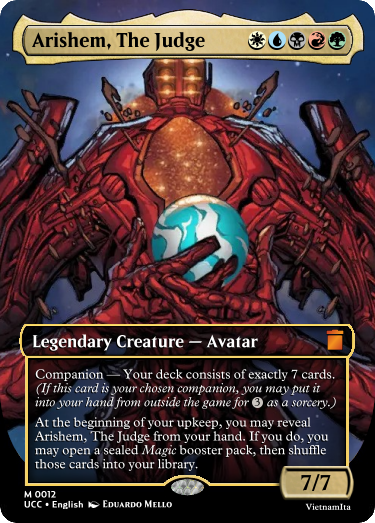 Arishem, The Judge
Legendary Creature — Avatar
Companion — Your deck consists of exactly 7 cards.
(If this card is your chosen companion, you may put it
into your hand from outside the game for 3 as a sorcery.)
At the beginning of your upkeep, you may reveal
Arishem, The Judge from your hand. If you do, you
may open a sealed Magic booster pack, then shuffle
those cards into your library.
7/7
M 0012
UCC • English Eduardo Mello
VietnamIta